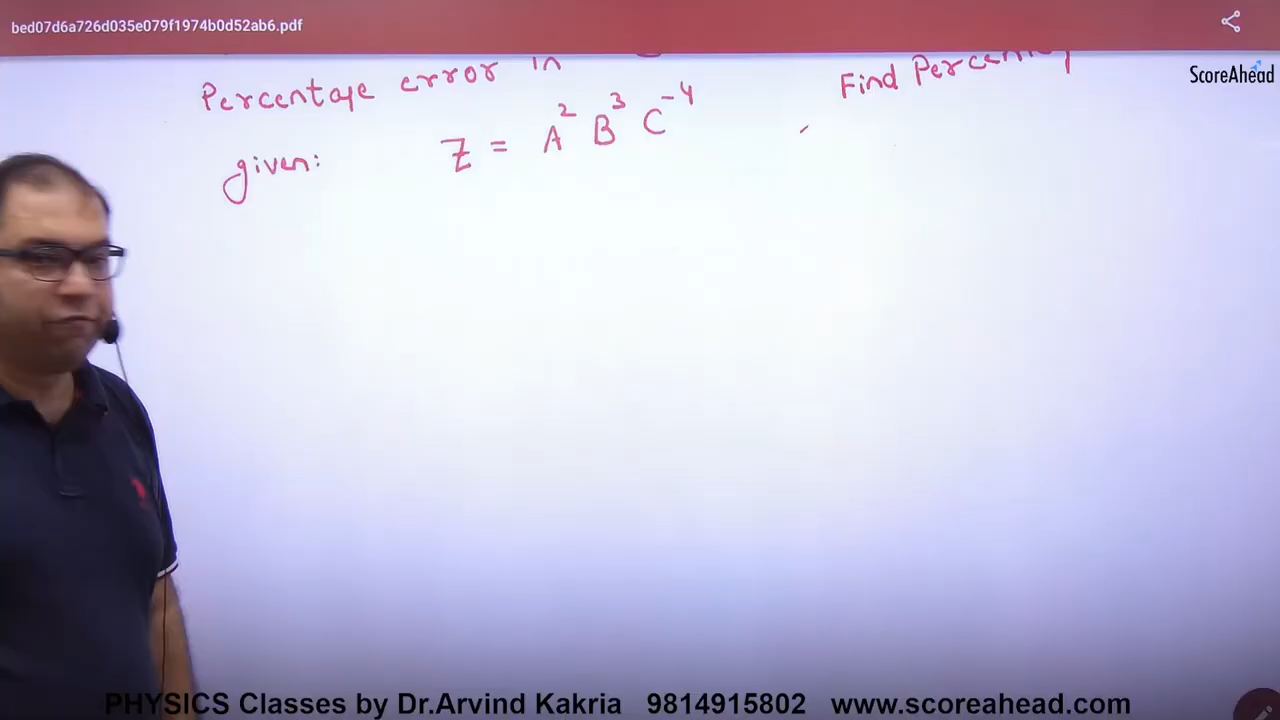 bed07d6a726d035e079f1974b0d52ab6.pdf
ScoreAhead
Percentage error in
Find
given: Z = A² B³ C⁻⁴
PHYSICS Classes by Dr.Arvind Kakria 9814915802 www.scoreahead.com